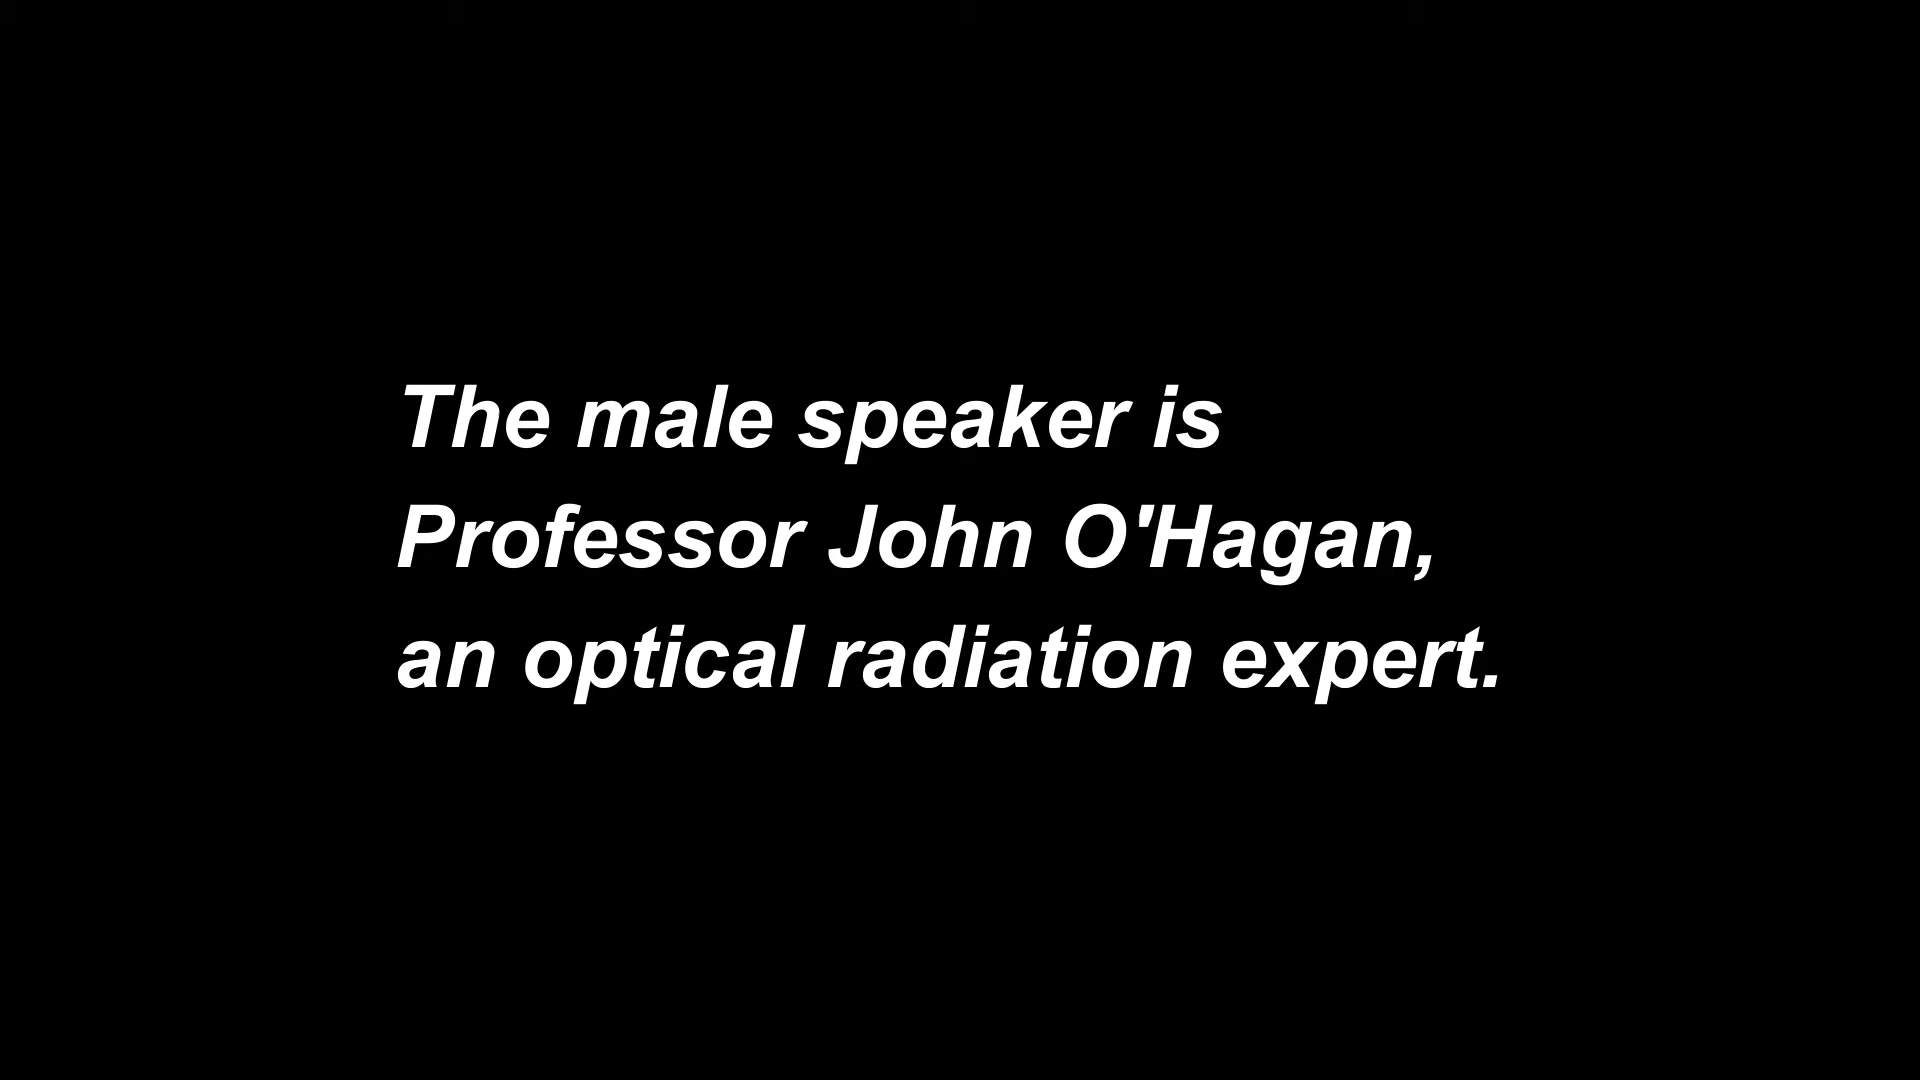 The male speaker is
Professor John O'Hagan,
an optical radiation expert.